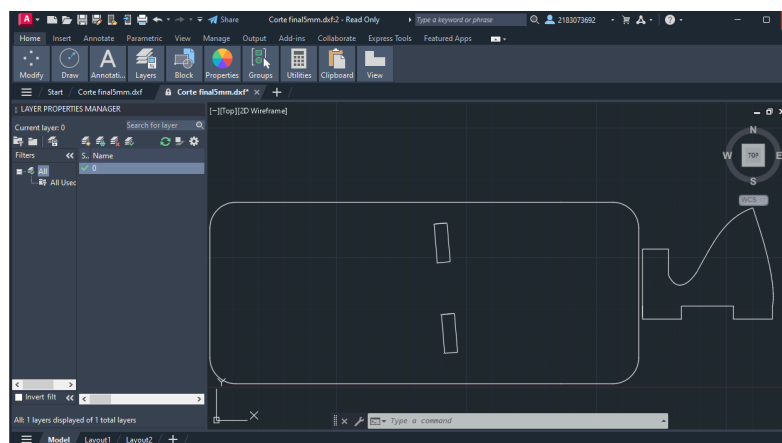 A Share Corte final5mm.dxf:2 - Read Only Type a keyword or phrase 2183073692
Home Insert Annotate Parametric View Manage Output Add-ins Collaborate Express Tools Featured Apps
Modify Draw Annotati... Layers Block Properties Groups Utilities Clipboard View
Start Corte final5mm.dxf Corte final5mm.dxf* +
LAYER PROPERTIES MANAGER
Current layer: 0 Search for layer
Filters S.. Name
All 0
All Used
Invert filt
All: 1 layers displayed of 1 total layers
[−][Top][2D Wireframe]
N
W TOP E
S
WCS
Y
X
Type a command
Model Layout1 Layout2 +